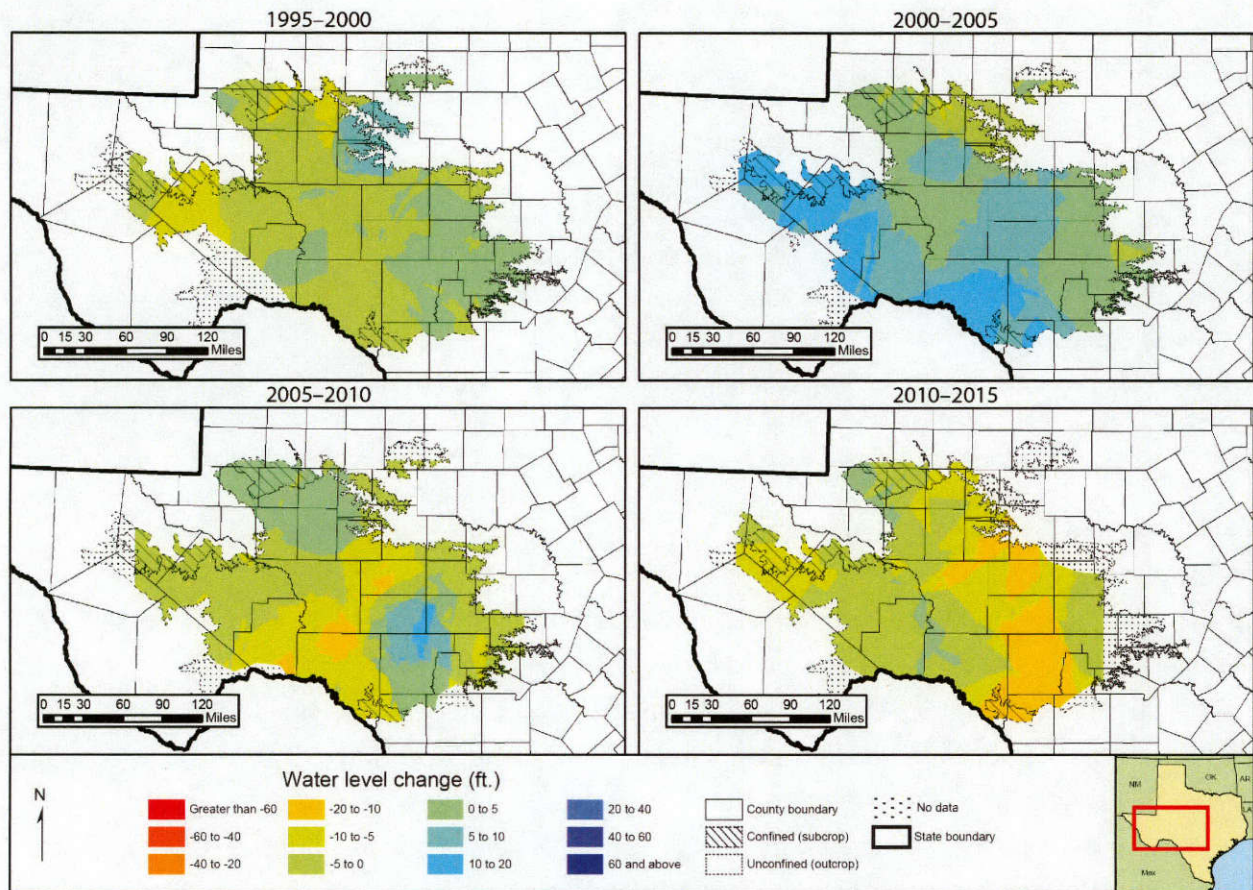 1995–2000
2000–2005
0 15 30 60 90 120
Miles
0 15 30 60 90 120
Miles
2005–2010
2010–2015
0 15 30 60 90 120
Miles
0 15 30 60 90 120
Miles
N
Water level change (ft.)
Greater than -60
-60 to -40
-40 to -20
-20 to -10
-10 to -5
-5 to 0
0 to 5
5 to 10
10 to 20
20 to 40
40 to 60
60 and above
County boundary
Confined (subcrop)
Unconfined (outcrop)
No data
State boundary
NM
OK
AR
LA
Mex